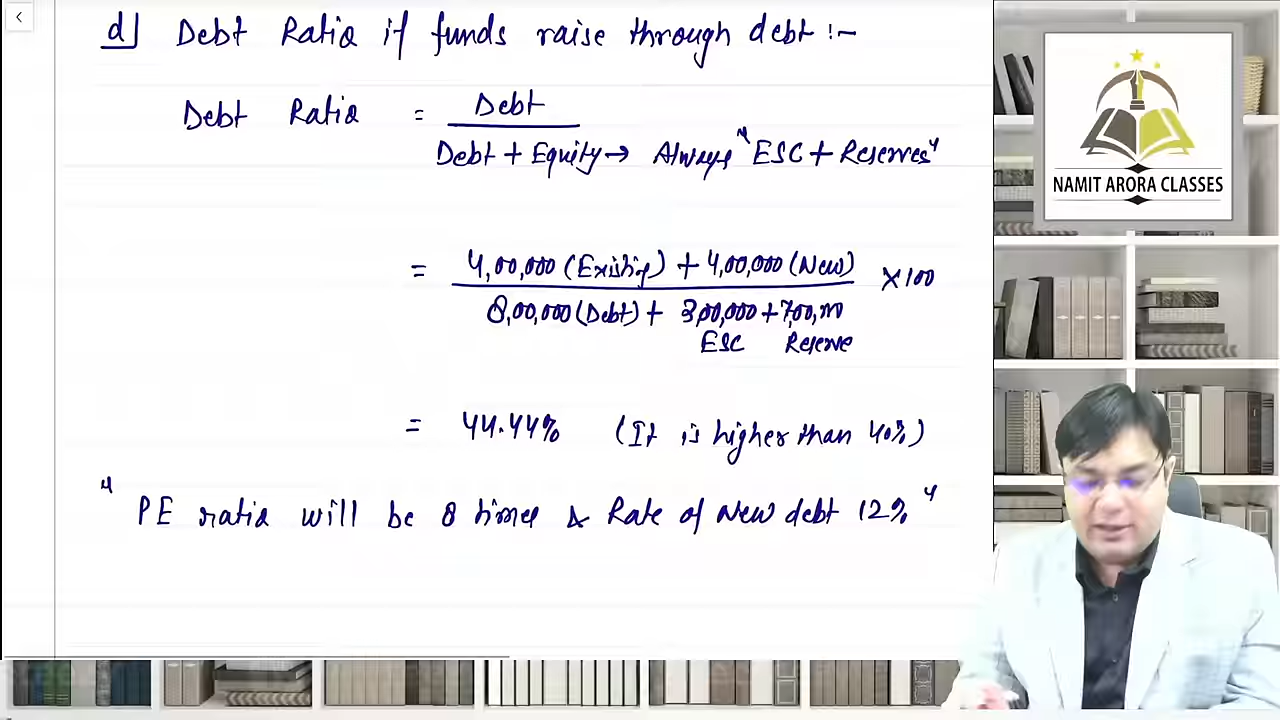 d] Debt Ratio if funds raise through debt :-
Debt Ratio = Debt
Debt + Equity → Always "ESC + Reserves"
= 4,00,000 (Existing) + 4,00,000 (New) × 100
8,00,000 (Debt) + 3,00,000 + 7,00,000
ESC Reserve
= 44.44% (It is higher than 40%)
" PE ratio will be 8 times & Rate of New debt 12% "
NAMIT ARORA CLASSES